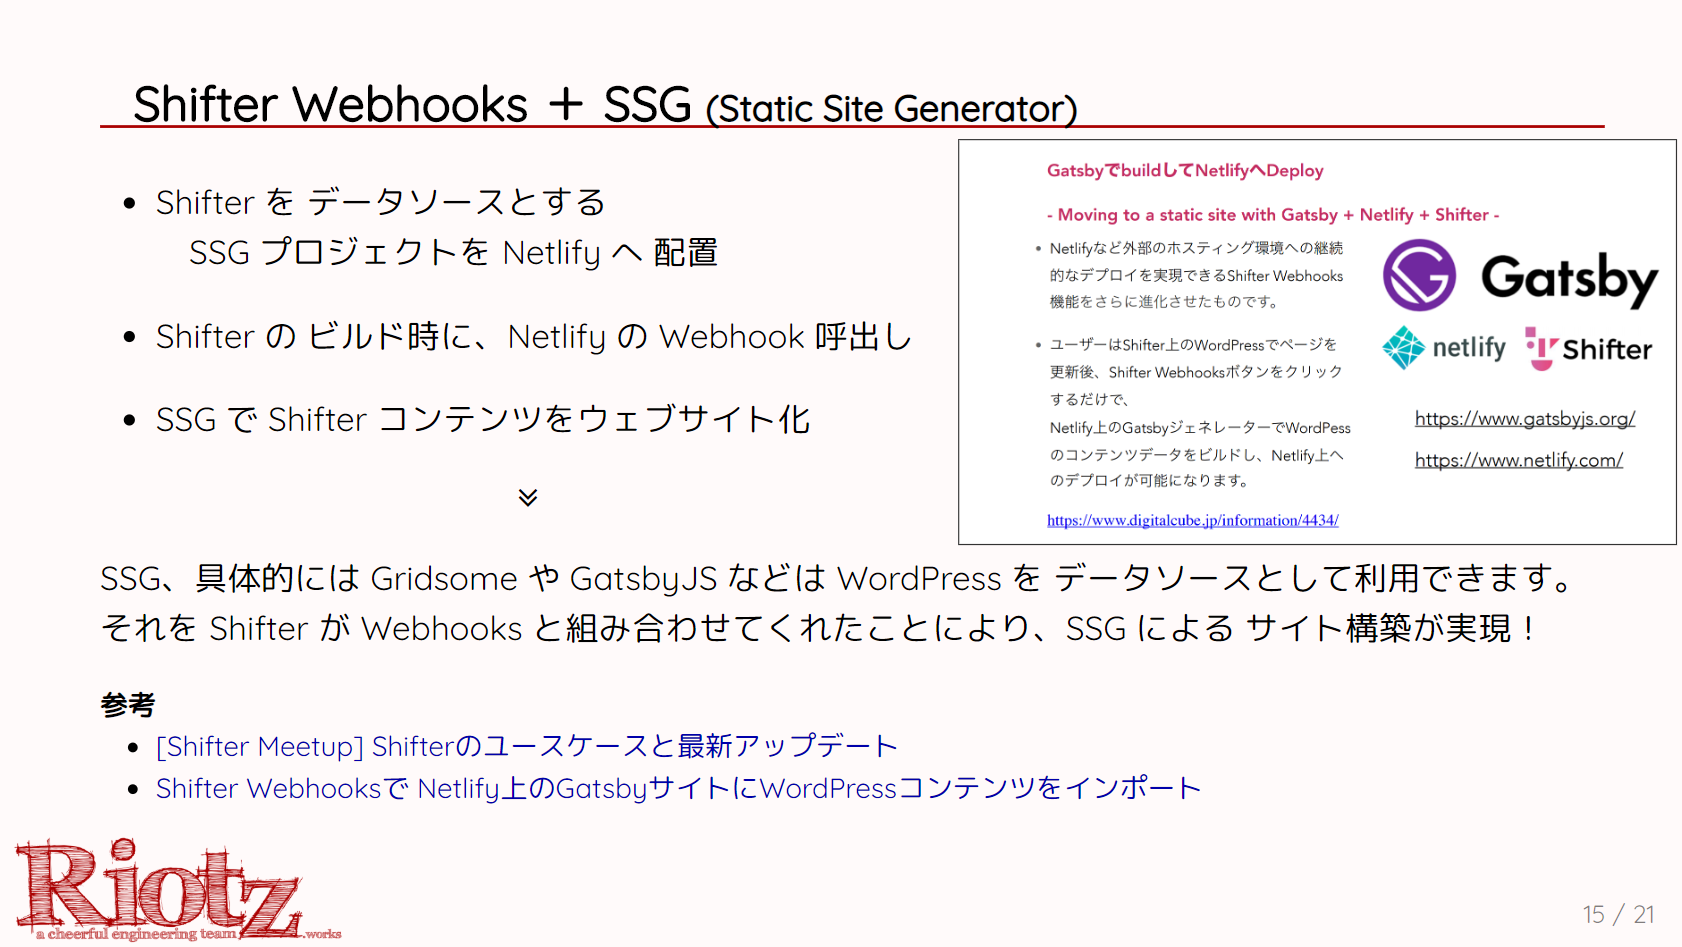 Shifter Webhooks ＋ SSG (Static Site Generator)
• Shifter を データソースとする
SSG プロジェクトを Netlify へ 配置
• Shifter の ビルド時に、Netlify の Webhook 呼出し
• SSG で Shifter コンテンツをウェブサイト化
GatsbyでbuildしてNetlifyへDeploy
- Moving to a static site with Gatsby + Netlify + Shifter -
• Netlifyなど外部のホスティング環境への継続
的なデプロイを実現できるShifter Webhooks
機能をさらに進化させたものです。
• ユーザーはShifter上のWordPressでページを
更新後、Shifter Webhooksボタンをクリック
するだけで、
Netlify上のGatsbyジェネレーターでWordPess
のコンテンツデータをビルドし、Netlify上へ
のデプロイが可能になります。
https://www.digitalcube.jp/information/4434/
Gatsby
netlify Shifter
https://www.gatsbyjs.org/
https://www.netlify.com/
SSG、具体的には Gridsome や GatsbyJS などは WordPress を データソースとして利用できます。
それを Shifter が Webhooks と組み合わせてくれたことにより、SSG による サイト構築が実現！
参考
• [Shifter Meetup] Shifterのユースケースと最新アップデート
• Shifter Webhooksで Netlify上のGatsbyサイトにWordPressコンテンツをインポート
Riotz
a cheerful engineering team .works
15 / 21